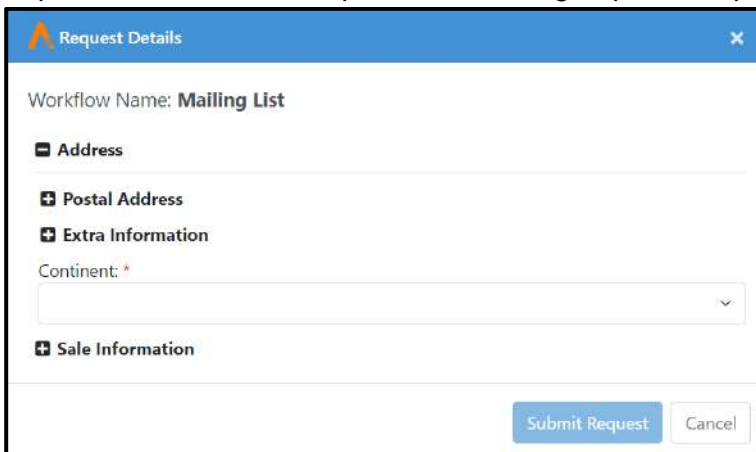 Request Details
Workflow Name: Mailing List
Address
Postal Address
Extra Information
Continent: *
Sale Information
Submit Request Cancel